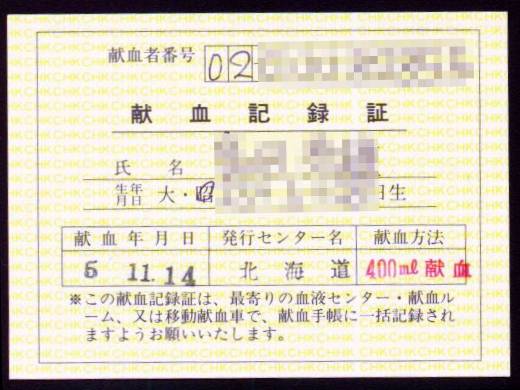 献血者番号 02
献血記録証
氏名
生年月日 大・昭 日生
献血年月日 発行センター名 献血方法
6 11.14 北海道 400ml献血
※この献血記録証は、最寄りの血液センター・献血ル
ーム、又は移動献血車で、献血手帳に一括記録され
ますようお願いいたします。